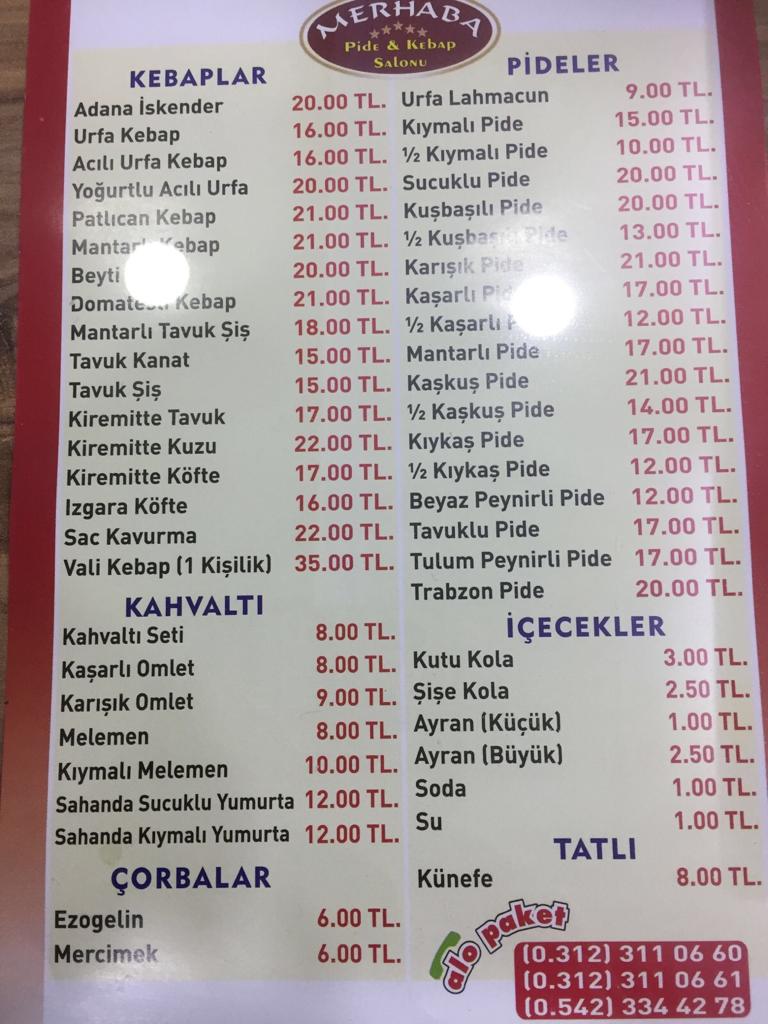 MERHABA
PİDE & KEBAP
SALONU
KEBAPLAR
Adana İskender 20.00 TL.
Urfa Kebap 16.00 TL.
Acılı Urfa Kebap 16.00 TL.
Yoğurtlu Acılı Urfa 20.00 TL.
Patlıcan Kebap 21.00 TL.
Kebap 21.00 TL.
Beyti 20.00 TL.
Kebap 21.00 TL.
Mantarlı Tavuk Şiş 18.00 TL.
Tavuk Kanat 15.00 TL.
Tavuk Şiş 15.00 TL.
Kiremitte Tavuk 17.00 TL.
Kiremitte Kuzu 22.00 TL.
Kiremitte Köfte 17.00 TL.
Izgara Köfte 16.00 TL.
Sac Kavurma 22.00 TL.
Vali Kebap (1 Kişilik) 35.00 TL.
KAHVALTI
Kahvaltı Seti 8.00 TL.
Kaşarlı Omlet 8.00 TL.
Karışık Omlet 9.00 TL.
Melemen 8.00 TL.
Kıymalı Melemen 10.00 TL.
Sahanda Sucuklu Yumurta 12.00 TL.
Sahanda Kıymalı Yumurta 12.00 TL.
ÇORBALAR
Ezogelin 6.00 TL.
Mercimek 6.00 TL.
PİDELER
Urfa Lahmacun 9.00 TL.
Kıymalı Pide 15.00 TL.
½ Kıymalı Pide 10.00 TL.
Sucuklu Pide 20.00 TL.
Kuşbaşılı Pide 20.00 TL.
½ Kuşbaşılı Pide 13.00 TL.
Karışık Pide 21.00 TL.
Kaşarlı Pide 17.00 TL.
½ Kaşarlı 12.00 TL.
Mantarlı Pide 17.00 TL.
Kaşkuş Pide 21.00 TL.
½ Kaşkuş Pide 14.00 TL.
Kıykaş Pide 17.00 TL.
½ Kıykaş Pide 12.00 TL.
Beyaz Peynirli Pide 12.00 TL.
Tavuklu Pide 17.00 TL.
Tulum Peynirli Pide 17.00 TL.
Trabzon Pide 20.00 TL.
İÇECEKLER
Kutu Kola 3.00 TL.
Şişe Kola 2.50 TL.
Ayran (Küçük) 1.00 TL.
Ayran (Büyük) 2.50 TL.
Soda 1.00 TL.
Su 1.00 TL.
TATLI
Künefe 8.00 TL.
alo paket
(0.312) 311 06 60
(0.312) 311 06 61
(0.542) 334 42 78